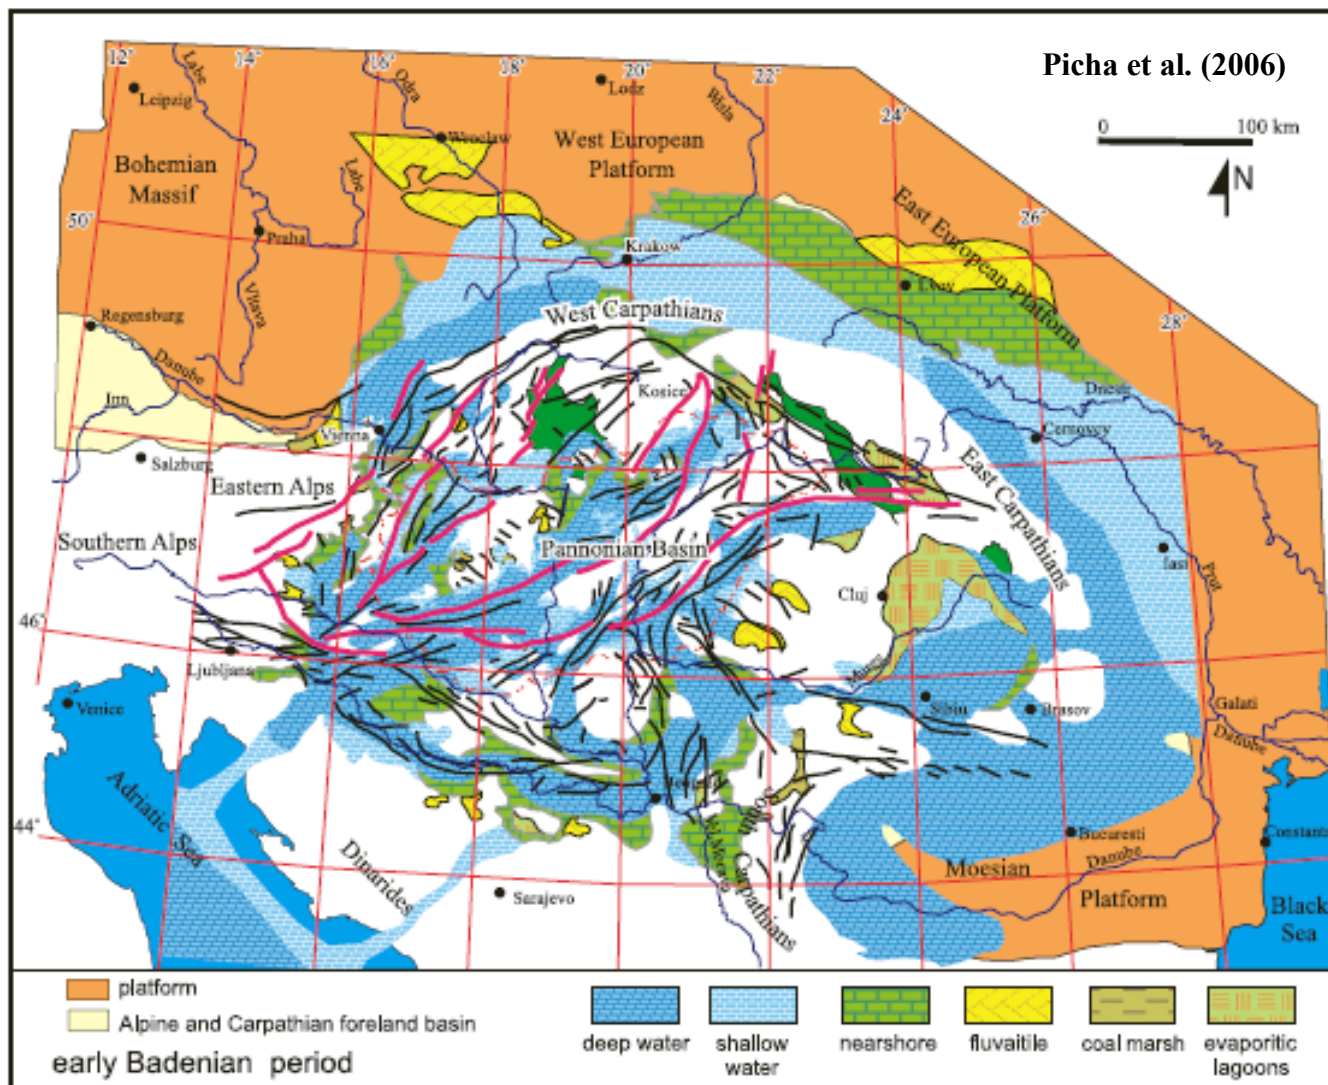 Picha et al. (2006)
0 100 km
N
12°
14°
16°
18°
20°
22°
24°
26°
28°
50°
46°
44°
Labe
Odra
Wisla
Leipzig
Lodz
Wroclaw
Bohemian
Massif
West European
Platform
Labe
Praha
Vltava
Krakow
East European Platform
Lvov
Regensburg
Danube
Inn
West Carpathians
Kosice
Dnestr
Cernovcy
Vienna
Salzburg
Eastern Alps
East Carpathians
Southern Alps
Pannonian Basin
Iasi
Prut
Cluj
Mures
Ljubljana
Venice
Sibiu
Brasov
Galati
Danube
Adriatic Sea
South Carpathians
Bucuresti
Constanta
Danube
Dinarides
Sarajevo
Moesian
Platform
Black
Sea
platform
Alpine and Carpathian foreland basin
early Badenian period
deep water
shallow
water
nearshore
fluvaitile
coal marsh
evaporitic
lagoons